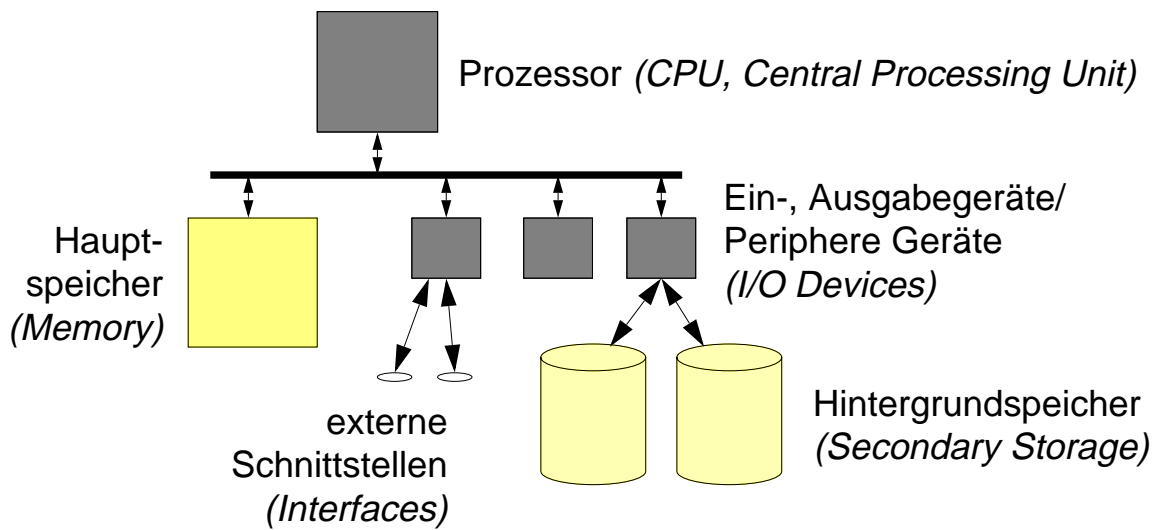 Prozessor (CPU, Central Processing Unit)
Ein-, Ausgabegeräte/
Periphere Geräte
(I/O Devices)
Haupt-
speicher
(Memory)
Hintergrundspeicher
(Secondary Storage)
externe
Schnittstellen
(Interfaces)